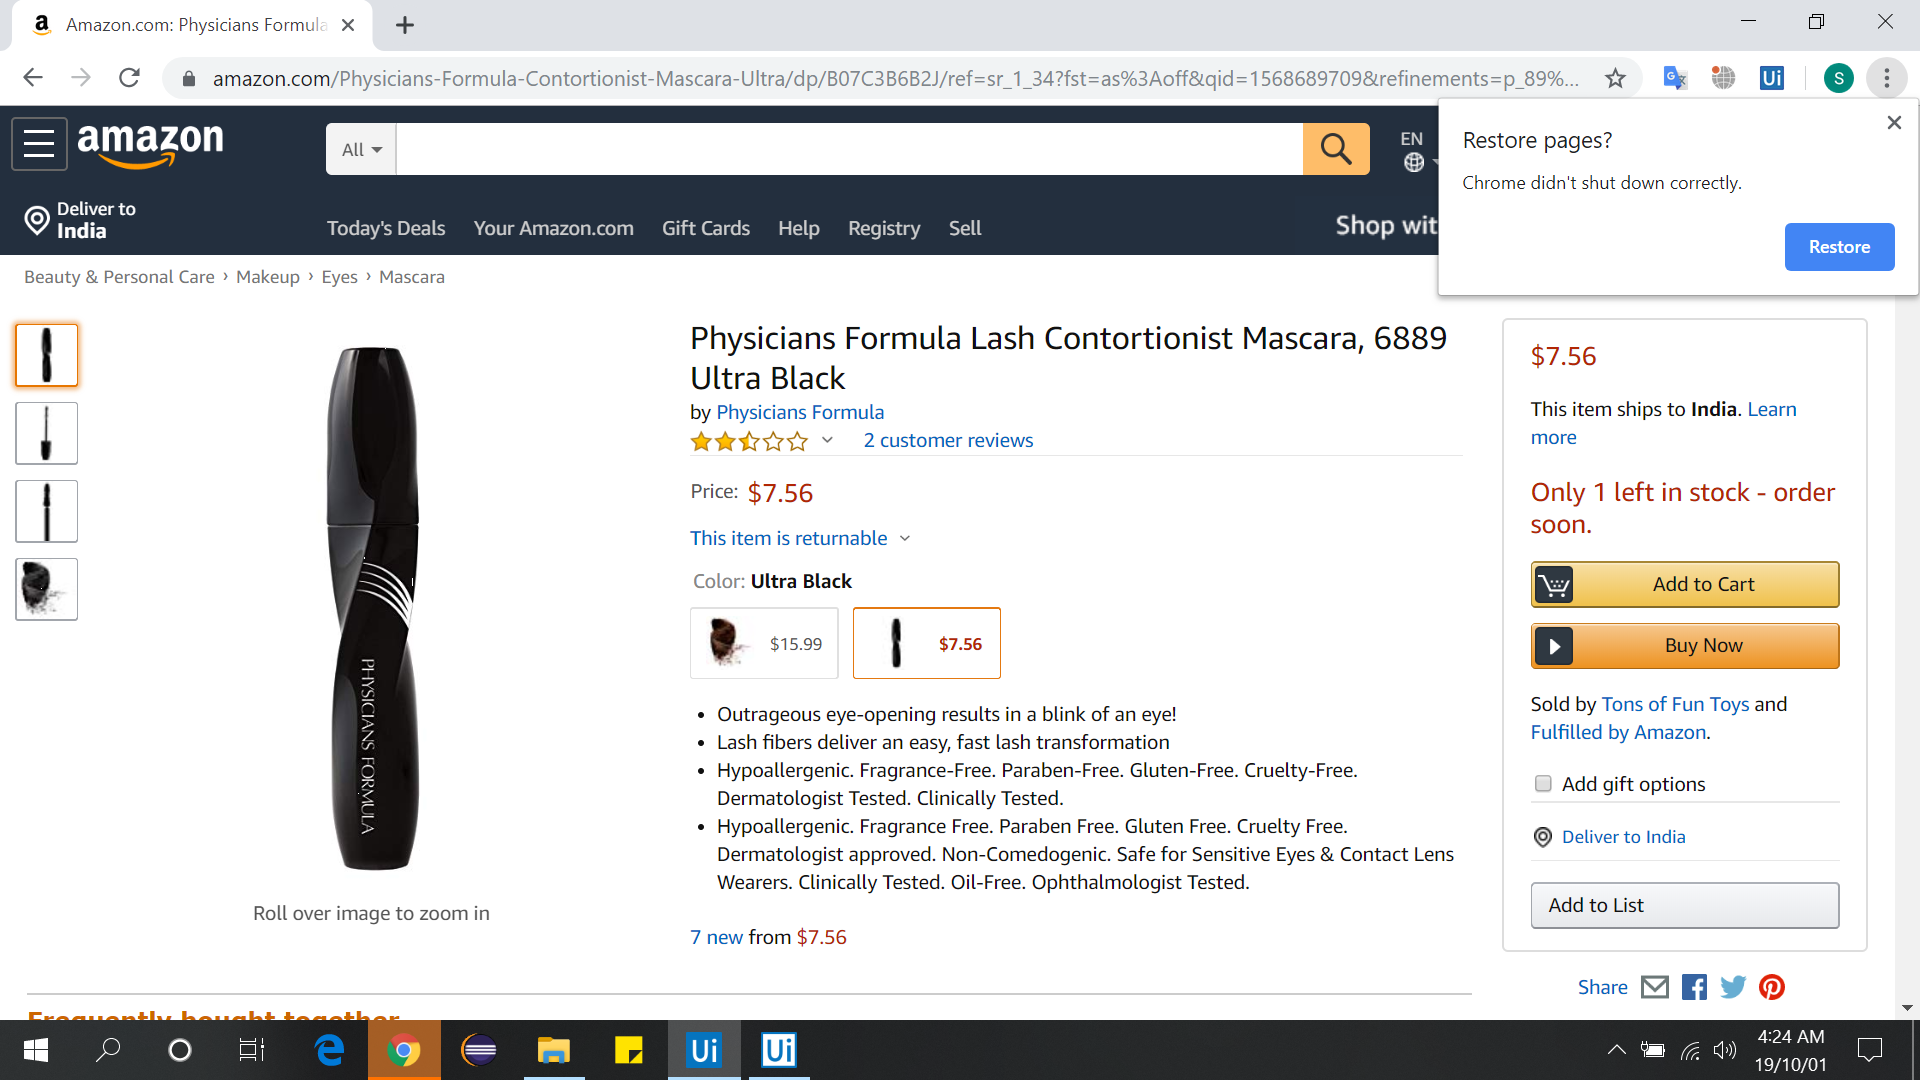 Amazon.com: Physicians Formula
amazon.com/Physicians-Formula-Contortionist-Mascara-Ultra/dp/B07C3B6B2J/ref=sr_1_34?fst=as%3Aoff&qid=1568689709&refinements=p_89%...
S
Ui
Restore pages?
Chrome didn't shut down correctly.
Restore
amazon
All
EN
Deliver to
India
Today's Deals
Your Amazon.com
Gift Cards
Help
Registry
Sell
Shop wit
Beauty & Personal Care › Makeup › Eyes › Mascara
PHYSICIANS FORMULA
Roll over image to zoom in
Physicians Formula Lash Contortionist Mascara, 6889
Ultra Black
by Physicians Formula
2 customer reviews
Price: $7.56
This item is returnable
Color: Ultra Black
$15.99
$7.56
• Outrageous eye-opening results in a blink of an eye!
• Lash fibers deliver an easy, fast lash transformation
• Hypoallergenic. Fragrance-Free. Paraben-Free. Gluten-Free. Cruelty-Free.
Dermatologist Tested. Clinically Tested.
• Hypoallergenic. Fragrance Free. Paraben Free. Gluten Free. Cruelty Free.
Dermatologist approved. Non-Comedogenic. Safe for Sensitive Eyes & Contact Lens
Wearers. Clinically Tested. Oil-Free. Ophthalmologist Tested.
7 new from $7.56
$7.56
This item ships to India. Learn
more
Only 1 left in stock - order
soon.
Add to Cart
Buy Now
Sold by Tons of Fun Toys and
Fulfilled by Amazon.
Add gift options
Deliver to India
Add to List
Share
Frequently bought together
Ui
Ui
4:24 AM
19/10/01